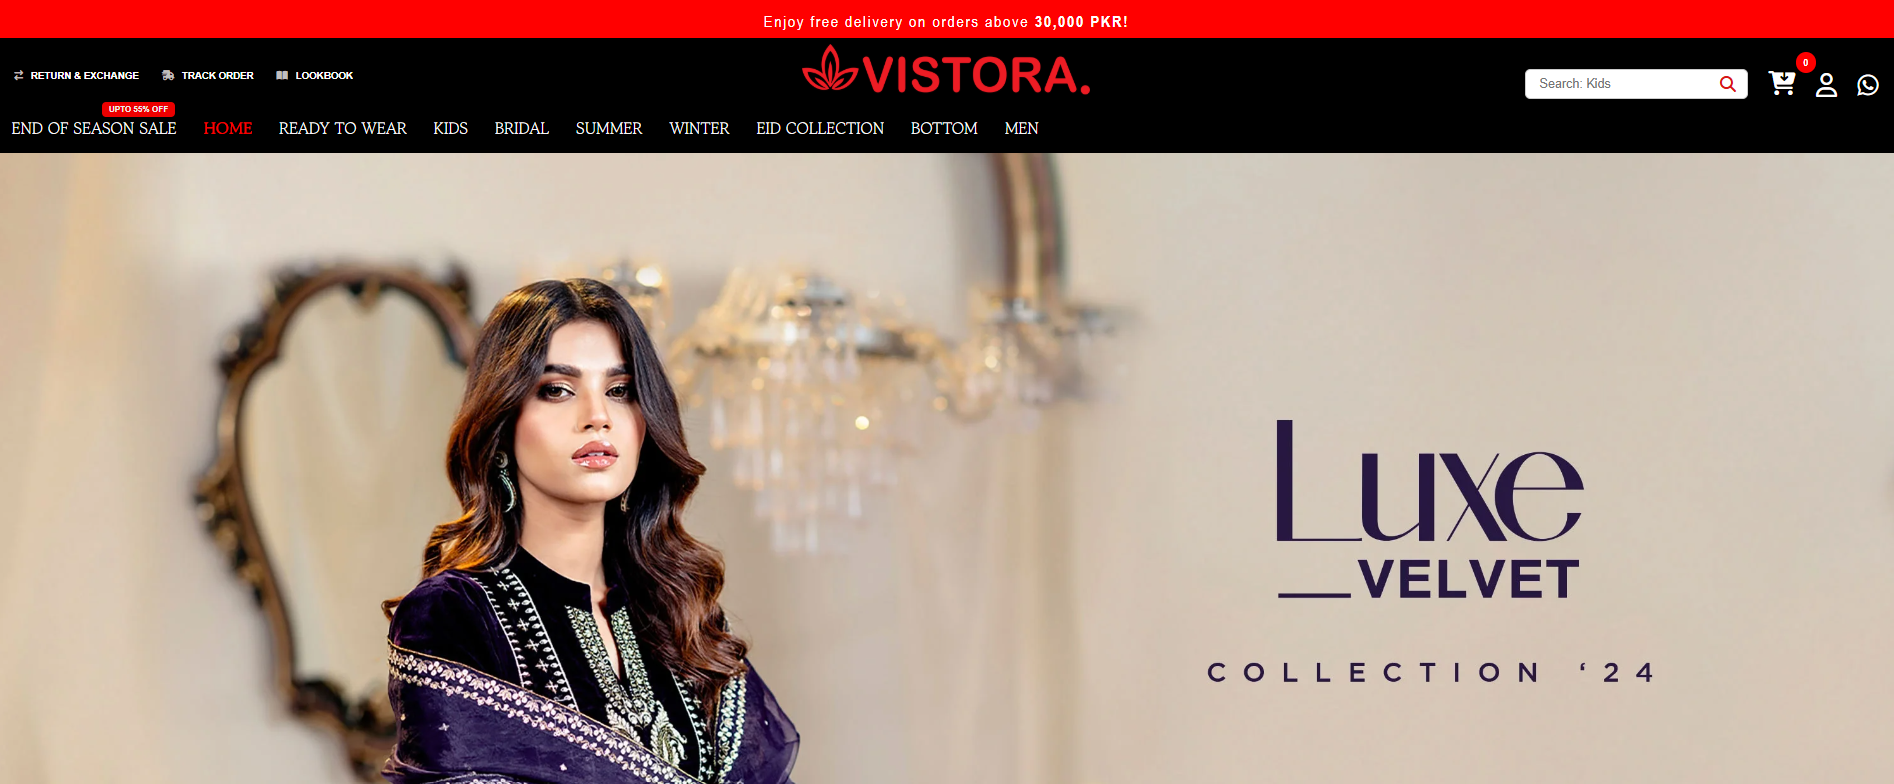 Enjoy free delivery on orders above 30,000 PKR!
RETURN & EXCHANGE TRACK ORDER LOOKBOOK
VISTORA.
Search: Kids
0
UPTO 55% OFF
END OF SEASON SALE HOME READY TO WEAR KIDS BRIDAL SUMMER WINTER EID COLLECTION BOTTOM MEN
Luxe
VELVET
COLLECTION ‘24